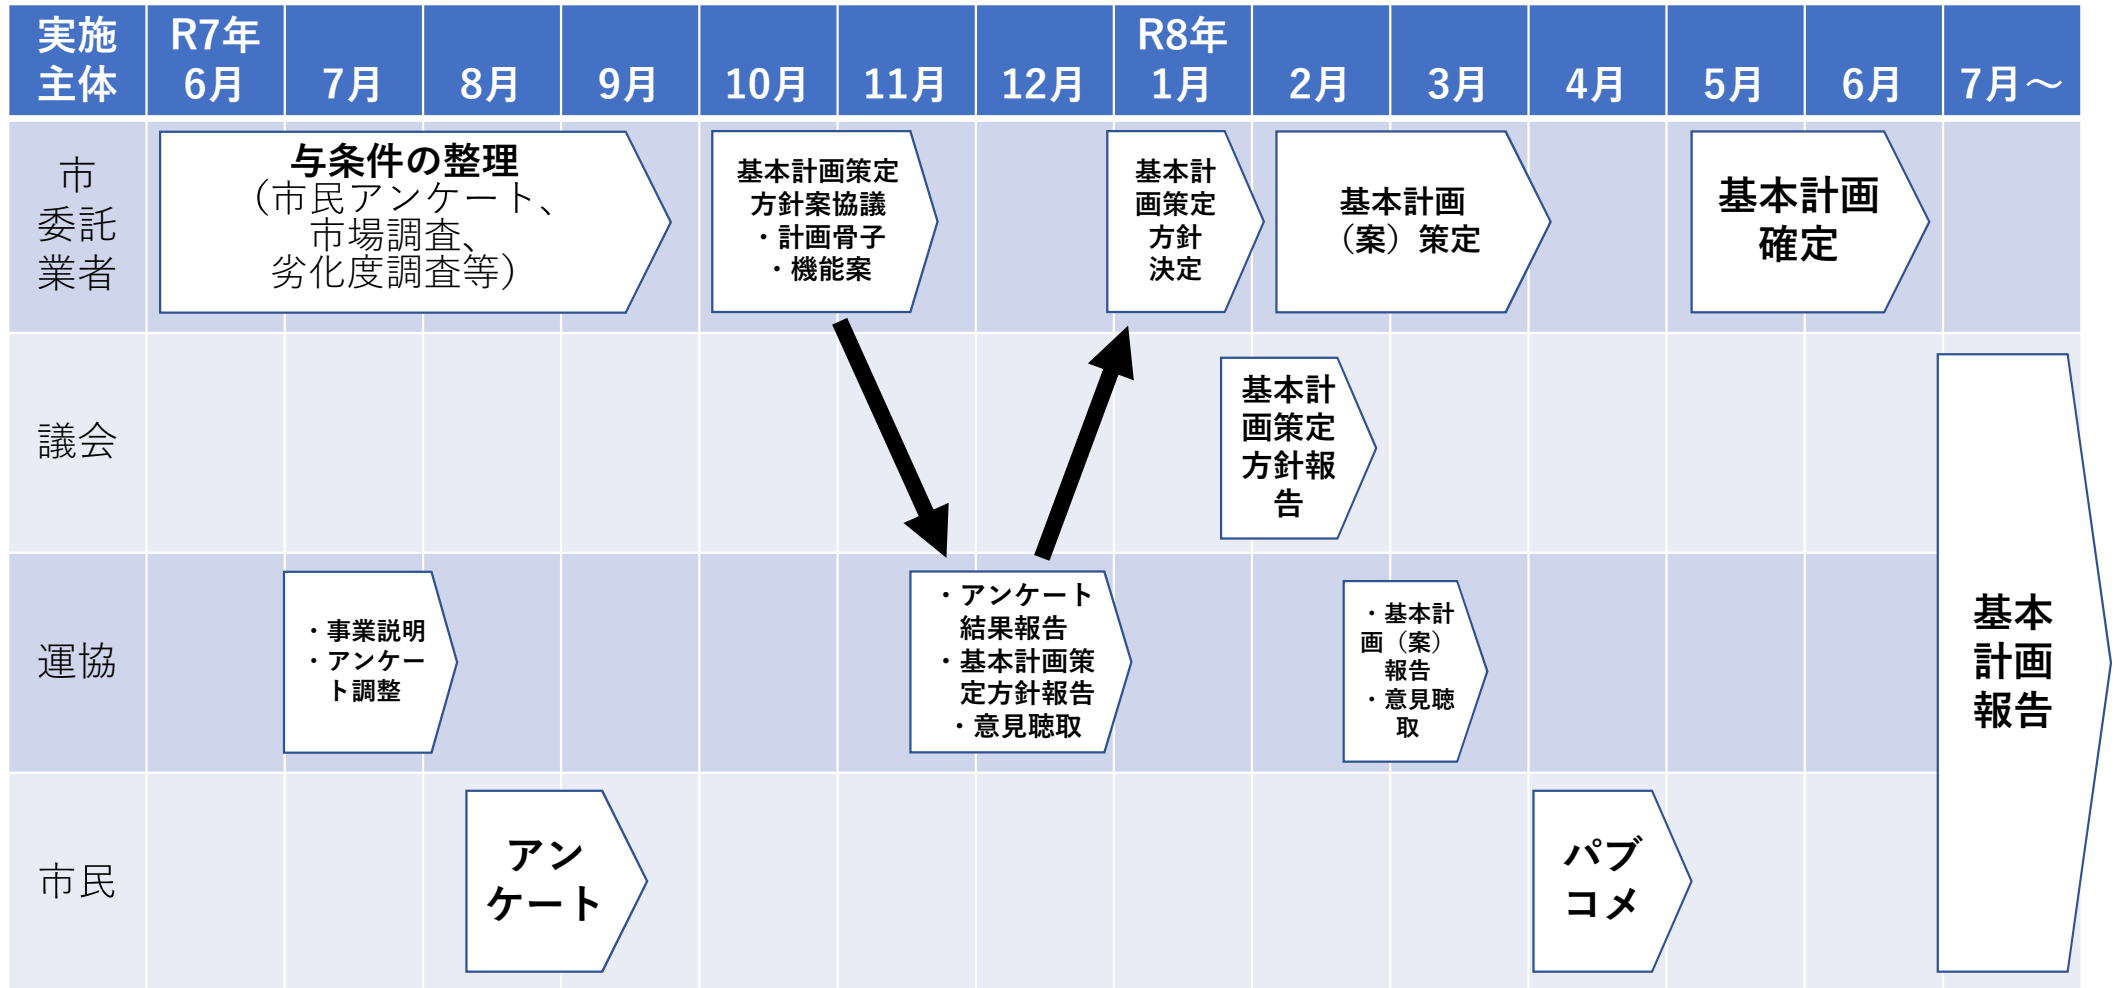 実施
主体
R7年
6月
7月
8月
9月
10月
11月
12月
R8年
1月
2月
3月
4月
5月
6月
7月～
市
委託
業者
与条件の整理
（市民アンケート、
市場調査、
劣化度調査等）
基本計画策定
方針案協議
・計画骨子
・機能案
基本計
画策定
方針
決定
基本計画
（案）策定
基本計画
確定
議会
基本計
画策定
方針報
告
運協
・事業説明
・アンケー
ト調整
・アンケート
結果報告
・基本計画策
定方針報告
・意見聴取
・基本計
画（案）
報告
・意見聴
取
基本
計画
報告
市民
アン
ケート
パブ
コメ